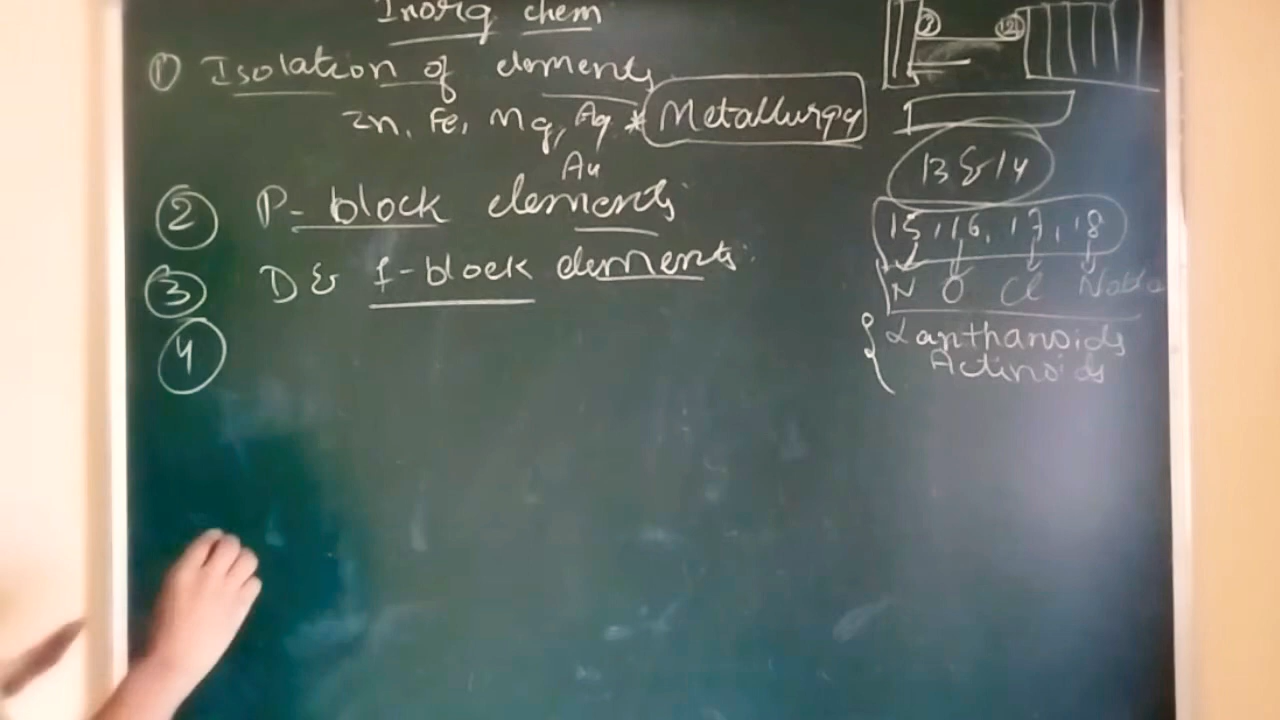 Inorg chem
① Isolation of elements
Zn, Fe, Mg, Ag * Metallurgy
Au
② P-block elements
③ D & f-block elements
④
13 & 14
15, 16, 17, 18
N O Cl
Lanthanoids
Actinoids